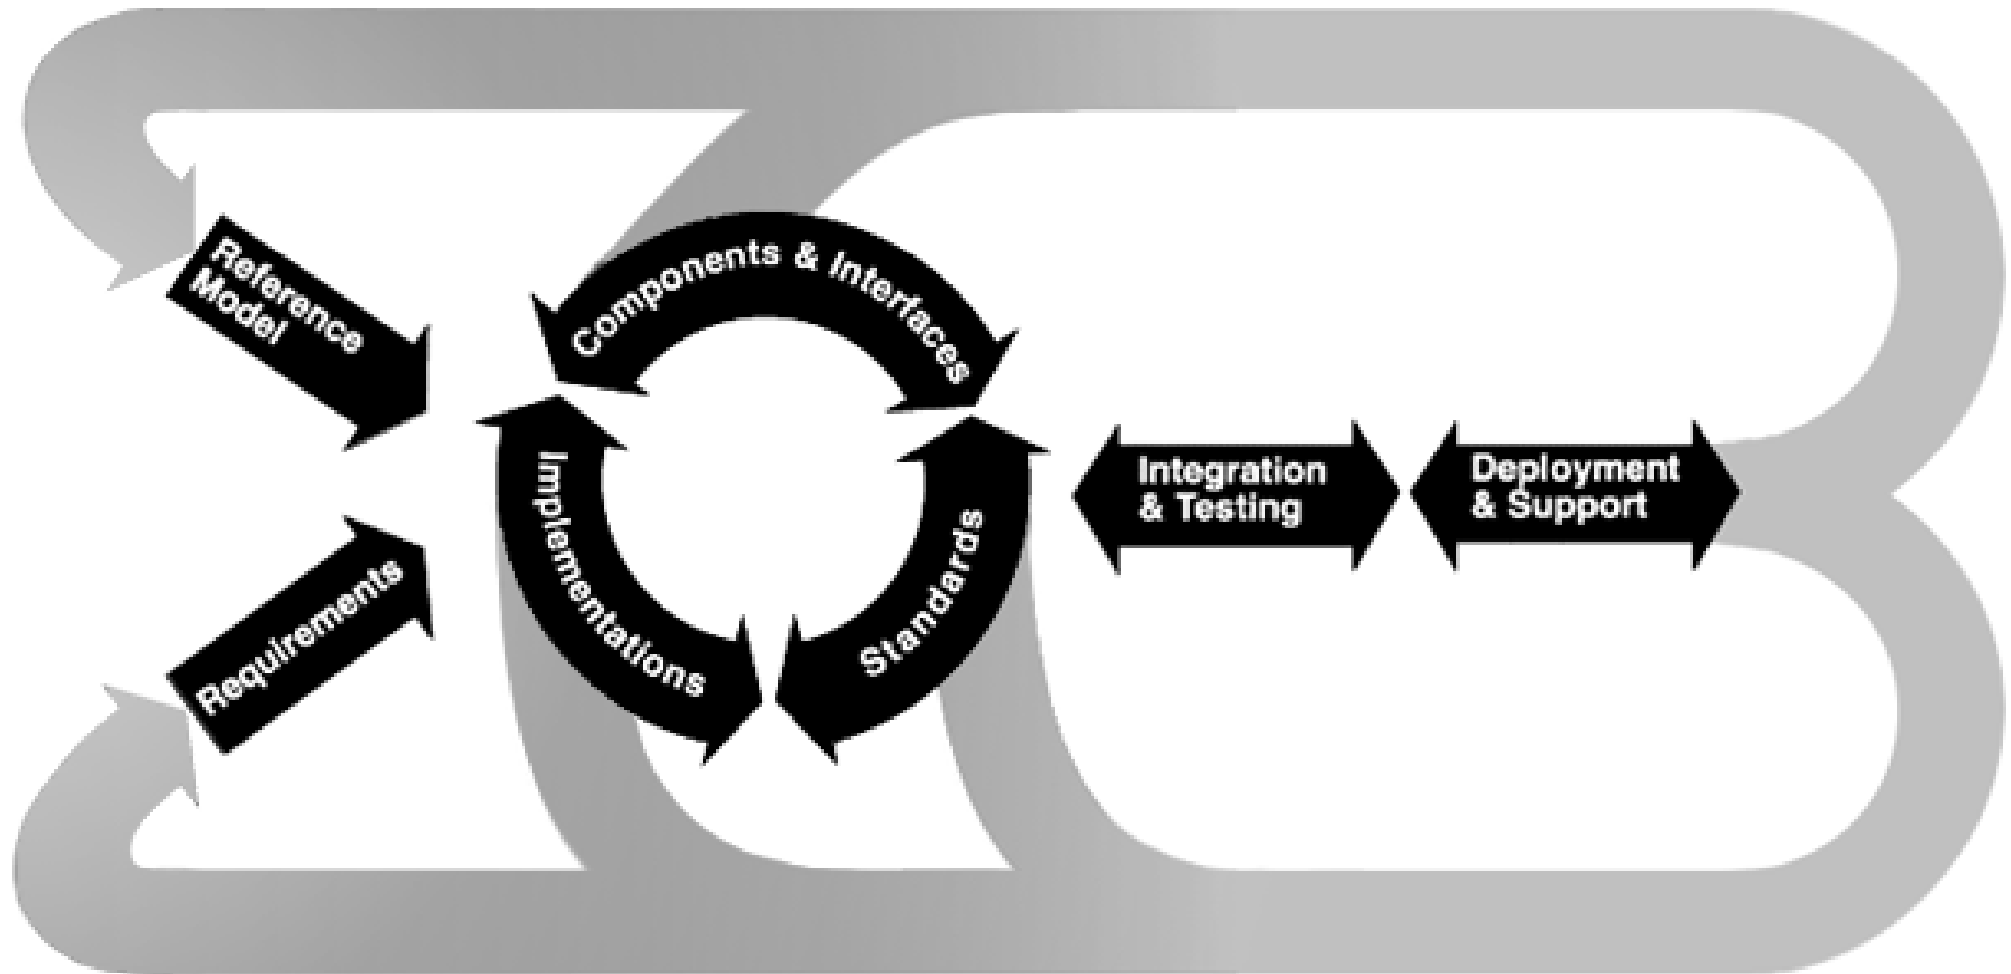 Reference
Model
Components & Interfaces
Implementations
Standards
Requirements
Integration
& Testing
Deployment
& Support